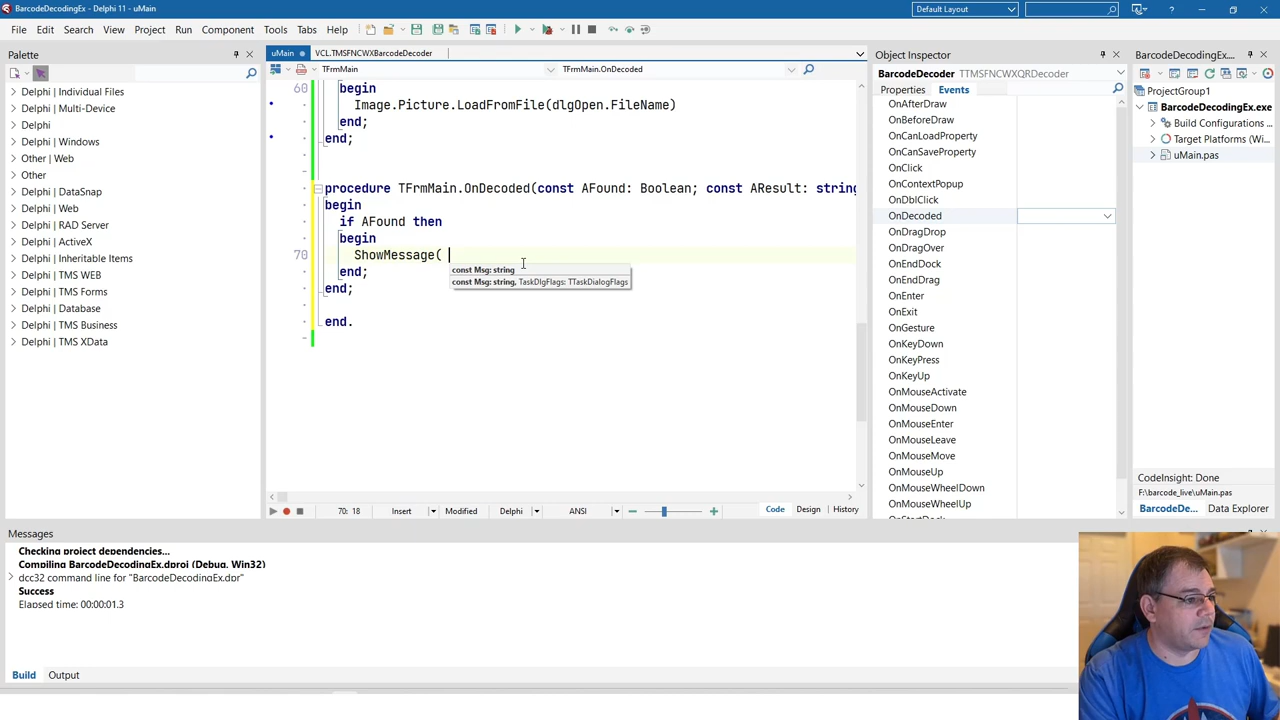 BarcodeDecodingEx - Delphi 11 - uMain
Default Layout
File Edit Search View Project Run Component Tools Tabs Help
Palette
Delphi | Individual Files
Delphi | Multi-Device
Delphi
Delphi | Windows
Other | Web
Other
Delphi | DataSnap
Delphi | Web
Delphi | RAD Server
Delphi | ActiveX
Delphi | Inheritable Items
Delphi | TMS WEB
Delphi | TMS Forms
Delphi | Database
Delphi | TMS Business
Delphi | TMS XData
uMain VCL.TMSFNCWXBarcodeDecoder
TFrmMain TFrmMain.OnDecoded
60 begin
Image.Picture.LoadFromFile(dlgOpen.FileName)
end;
end;
procedure TFrmMain.OnDecoded(const AFound: Boolean; const AResult: string
begin
if AFound then
begin
70 ShowMessage(
const Msg: string
const Msg: string, TaskDlgFlags: TTaskDialogFlags
end;
end;
end.
70: 18 Insert Modified Delphi ANSI Code Design History
Object Inspector
BarcodeDecoder TTMSFNCWXQRDecoder
Properties Events
OnAfterDraw
OnBeforeDraw
OnCanLoadProperty
OnCanSaveProperty
OnClick
OnContextPopup
OnDblClick
OnDecoded
OnDragDrop
OnDragOver
OnEndDock
OnEndDrag
OnEnter
OnExit
OnGesture
OnKeyDown
OnKeyPress
OnKeyUp
OnMouseActivate
OnMouseDown
OnMouseEnter
OnMouseLeave
OnMouseMove
OnMouseUp
OnMouseWheelDown
OnMouseWheelUp
OnStartDock
BarcodeDecodingEx....
ProjectGroup1
BarcodeDecodingEx.exe
Build Configurations ...
Target Platforms (Wi...
uMain.pas
CodeInsight: Done
F:\barcode_live\uMain.pas
BarcodeDe... Data Explorer
Messages
Checking project dependencies...
Compiling BarcodeDecodingEx.dproj (Debug, Win32)
dcc32 command line for "BarcodeDecodingEx.dpr"
Success
Elapsed time: 00:00:01.3
Build Output